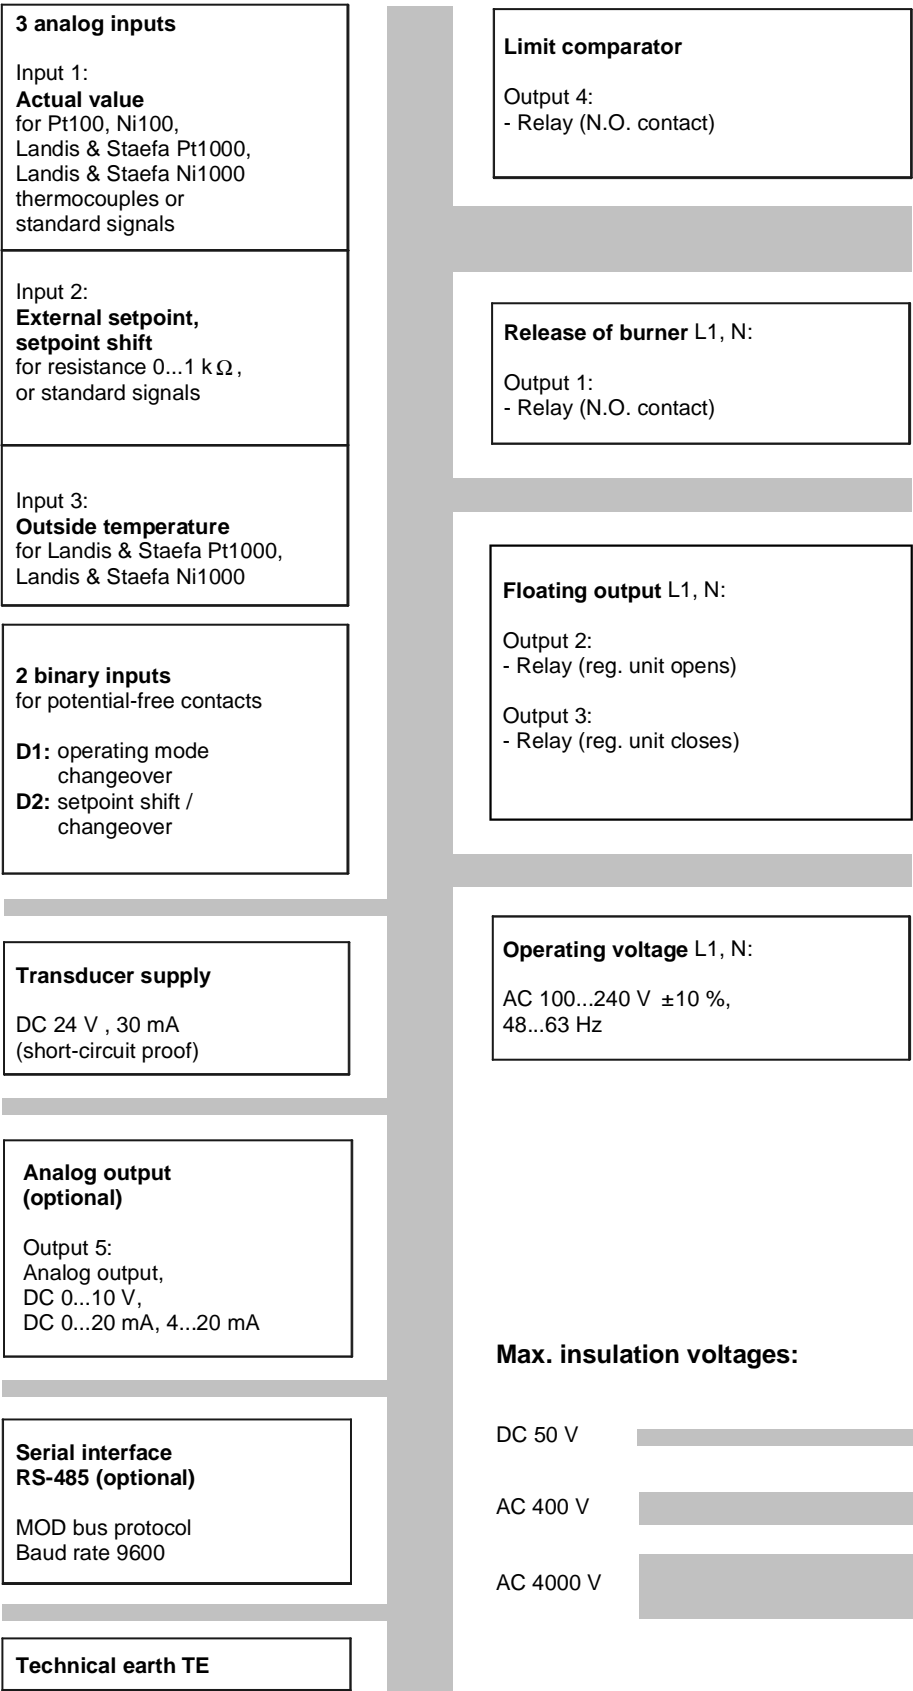 3 analog inputs
Input 1:
Actual value
for Pt100, Ni100,
Landis & Staefa Pt1000,
Landis & Staefa Ni1000
thermocouples or
standard signals
Input 2:
External setpoint,
setpoint shift
for resistance 0...1 kΩ,
or standard signals
Input 3:
Outside temperature
for Landis & Staefa Pt1000,
Landis & Staefa Ni1000
2 binary inputs
for potential-free contacts
D1: operating mode
changeover
D2: setpoint shift /
changeover
Transducer supply
DC 24 V , 30 mA
(short-circuit proof)
Analog output
(optional)
Output 5:
Analog output,
DC 0...10 V,
DC 0...20 mA, 4...20 mA
Serial interface
RS-485 (optional)
MOD bus protocol
Baud rate 9600
Technical earth TE
Limit comparator
Output 4:
- Relay (N.O. contact)
Release of burner L1, N:
Output 1:
- Relay (N.O. contact)
Floating output L1, N:
Output 2:
- Relay (reg. unit opens)
Output 3:
- Relay (reg. unit closes)
Operating voltage L1, N:
AC 100...240 V ±10 %,
48...63 Hz
Max. insulation voltages:
DC 50 V
AC 400 V
AC 4000 V